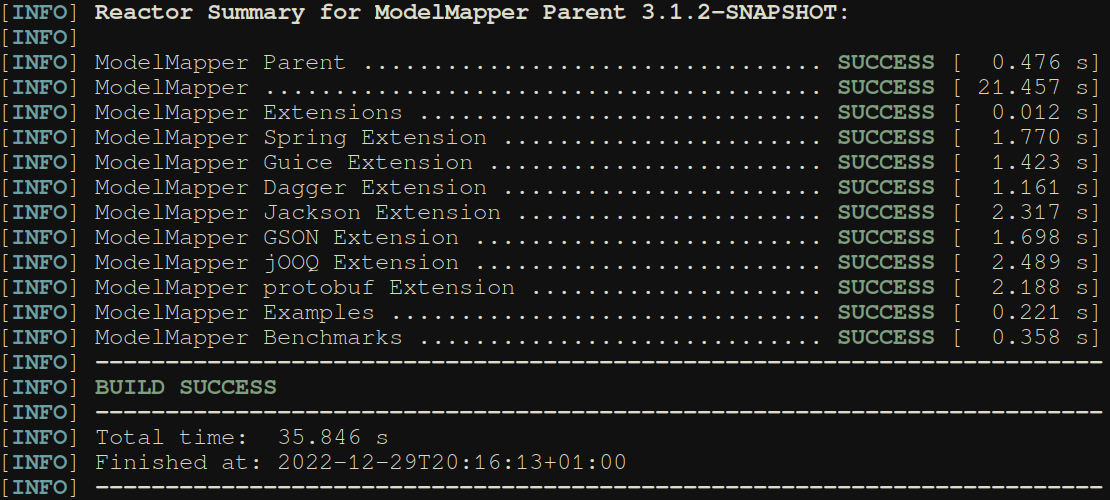 [INFO] Reactor Summary for ModelMapper Parent 3.1.2-SNAPSHOT:
[INFO]
[INFO] ModelMapper Parent ................................. SUCCESS [  0.476 s]
[INFO] ModelMapper ........................................ SUCCESS [ 21.457 s]
[INFO] ModelMapper Extensions ............................. SUCCESS [  0.012 s]
[INFO] ModelMapper Spring Extension ....................... SUCCESS [  1.770 s]
[INFO] ModelMapper Guice Extension ........................ SUCCESS [  1.423 s]
[INFO] ModelMapper Dagger Extension ....................... SUCCESS [  1.161 s]
[INFO] ModelMapper Jackson Extension ...................... SUCCESS [  2.317 s]
[INFO] ModelMapper GSON Extension ......................... SUCCESS [  1.698 s]
[INFO] ModelMapper jOOQ Extension ......................... SUCCESS [  2.489 s]
[INFO] ModelMapper protobuf Extension ..................... SUCCESS [  2.188 s]
[INFO] ModelMapper Examples ............................... SUCCESS [  0.221 s]
[INFO] ModelMapper Benchmarks ............................. SUCCESS [  0.358 s]
[INFO] ------------------------------------------------------------------------
[INFO] BUILD SUCCESS
[INFO] ------------------------------------------------------------------------
[INFO] Total time:  35.846 s
[INFO] Finished at: 2022-12-29T20:16:13+01:00
[INFO] ------------------------------------------------------------------------